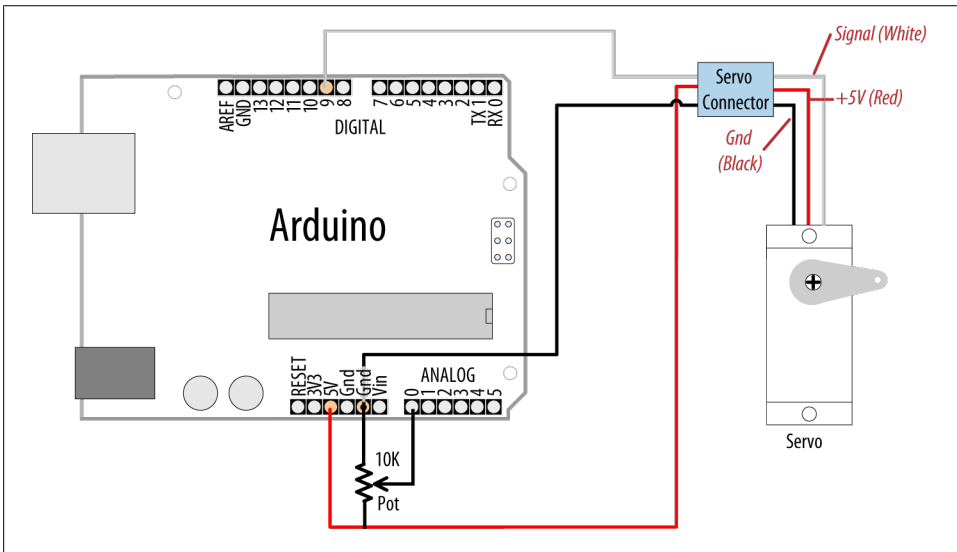 Signal (White)
Servo
Connector
+5V (Red)
Gnd
(Black)
AREF
GND
13
12
11
10
9
8
7
6
5
4
3
2
TX 1
RX 0
DIGITAL
Arduino
RESET
3V3
5V
Gnd
Gnd
Vin
ANALOG
0
1
2
3
4
5
10K
Pot
Servo